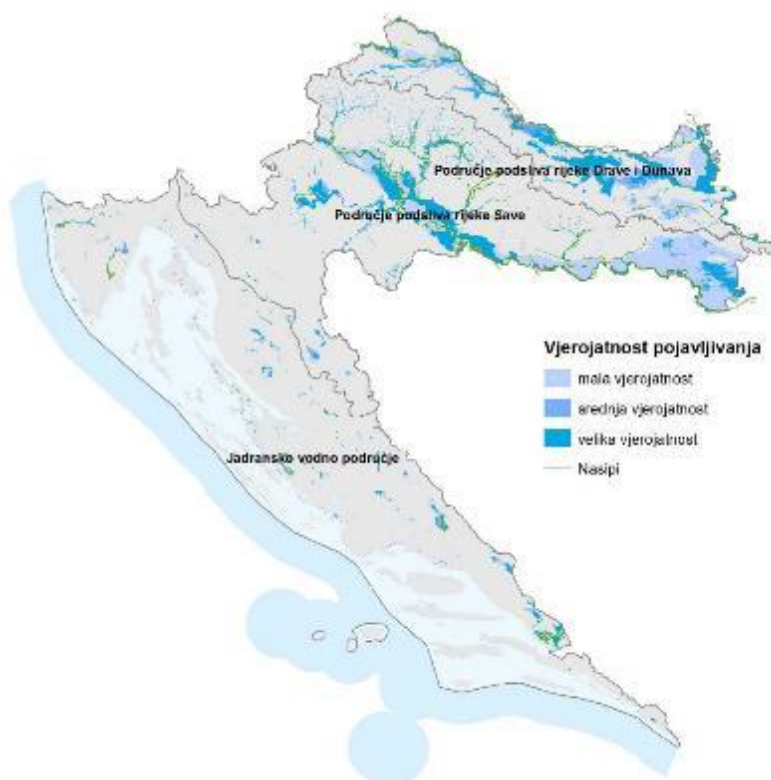 Područje podsliva rijeke Drave i Dunava
Područje podsliva rijeke Save
Jadransko vodno područje
Vjerojatnost pojavljivanja
mala vjerojatnost
srednja vjerojatnost
velika vjerojatnost
Nasipi